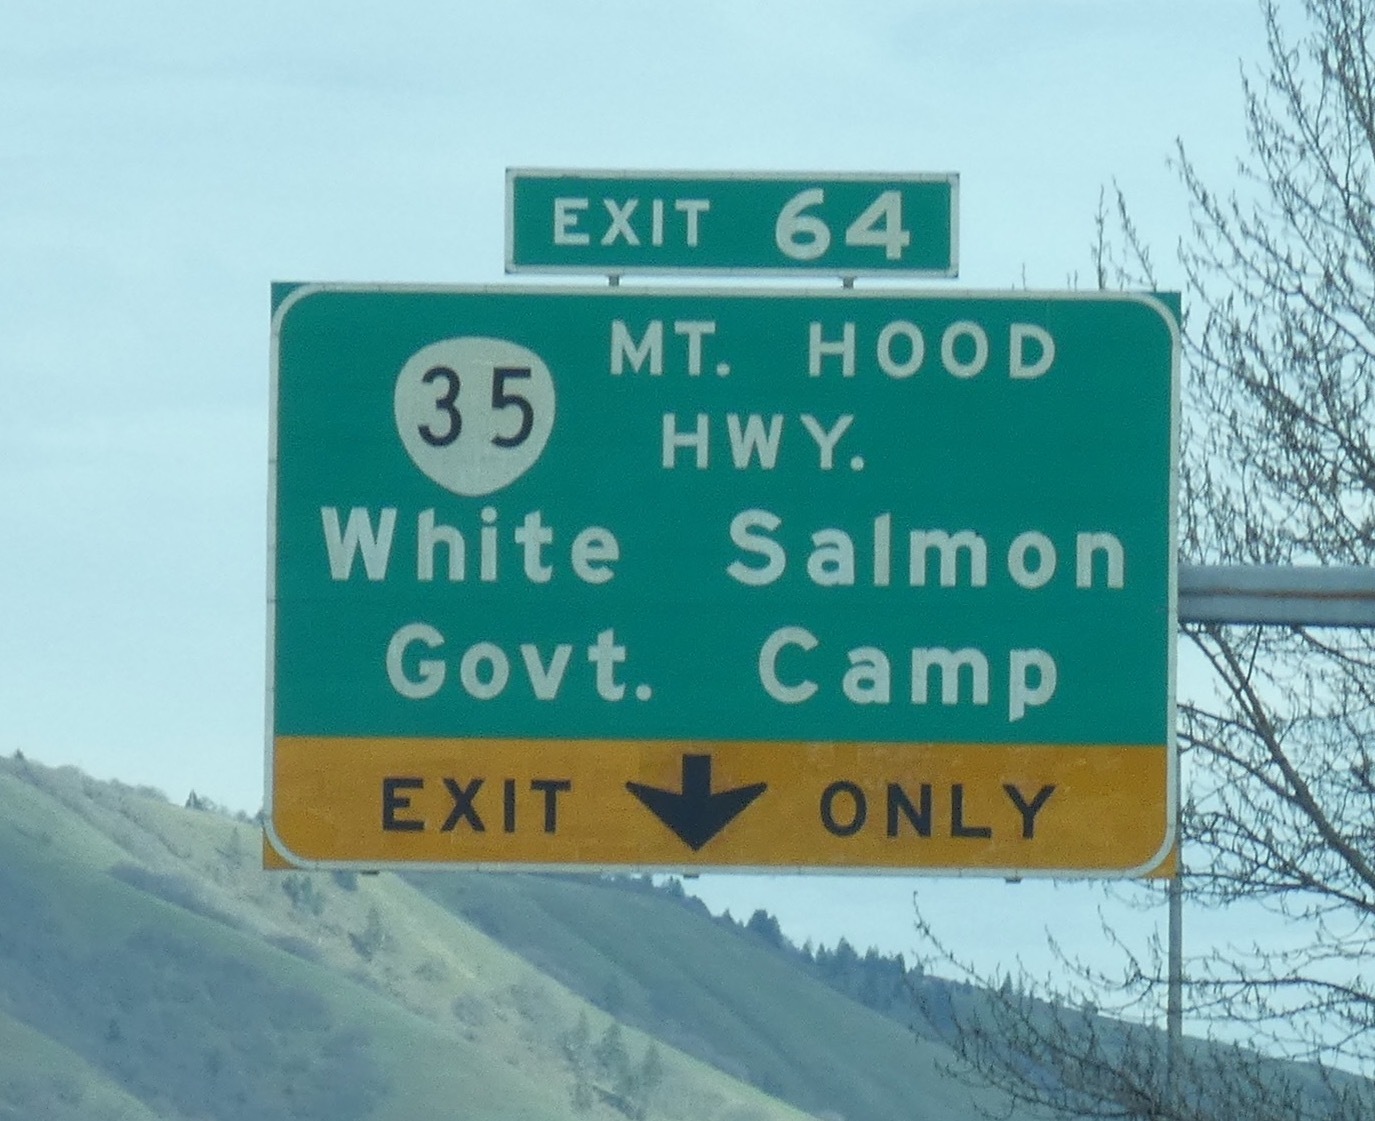 EXIT 64
35 MT. HOOD
HWY.
White Salmon
Govt. Camp
EXIT ONLY